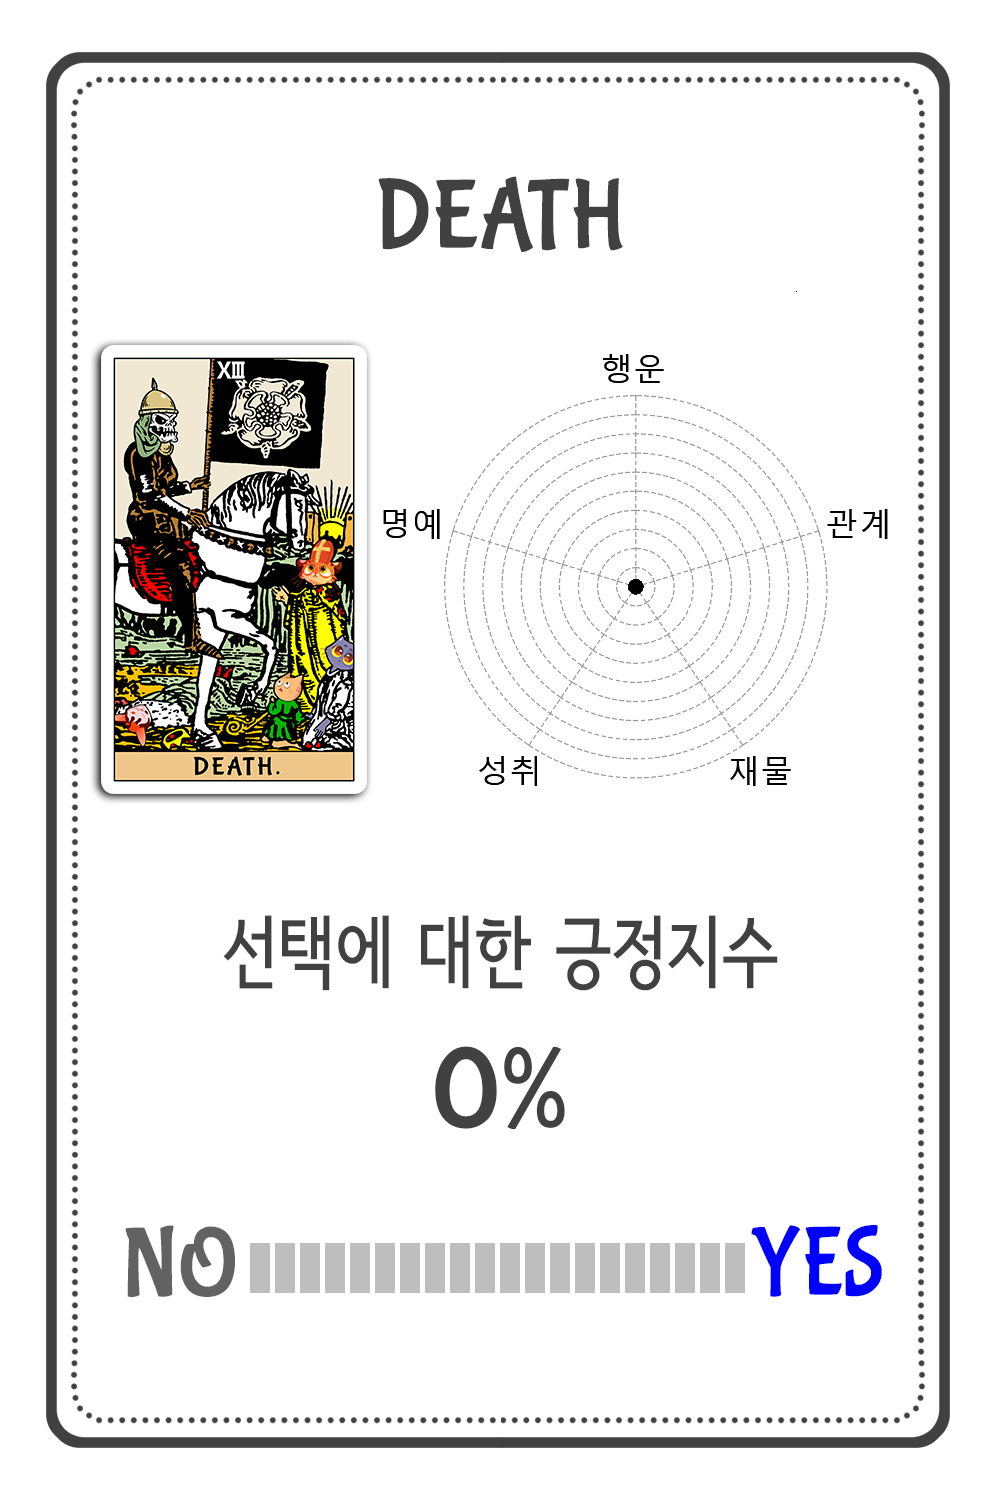 DEATH
XIII
행운
명예
관계
성취
재물
DEATH.
선택에 대한 긍정지수
0%
NO
YES